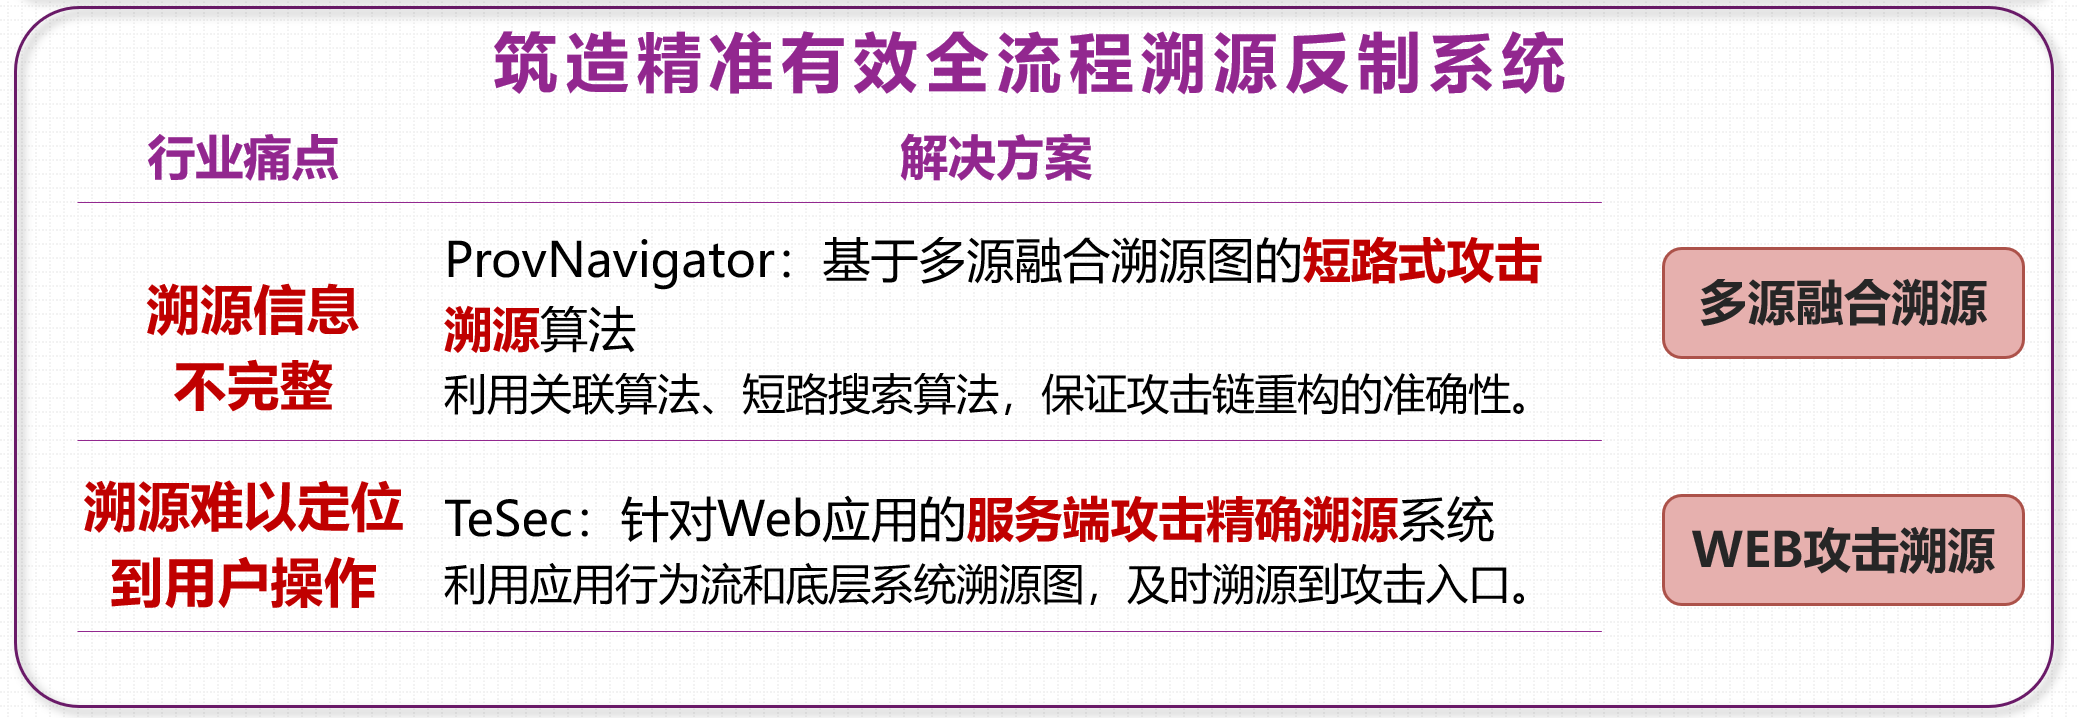 筑造精准有效全流程溯源反制系统
行业痛点
解决方案
溯源信息
不完整
ProvNavigator：基于多源融合溯源图的短路式攻击
溯源算法
利用关联算法、短路搜索算法，保证攻击链重构的准确性。
多源融合溯源
溯源难以定位
到用户操作
TeSec：针对Web应用的服务端攻击精确溯源系统
利用应用行为流和底层系统溯源图，及时溯源到攻击入口。
WEB攻击溯源